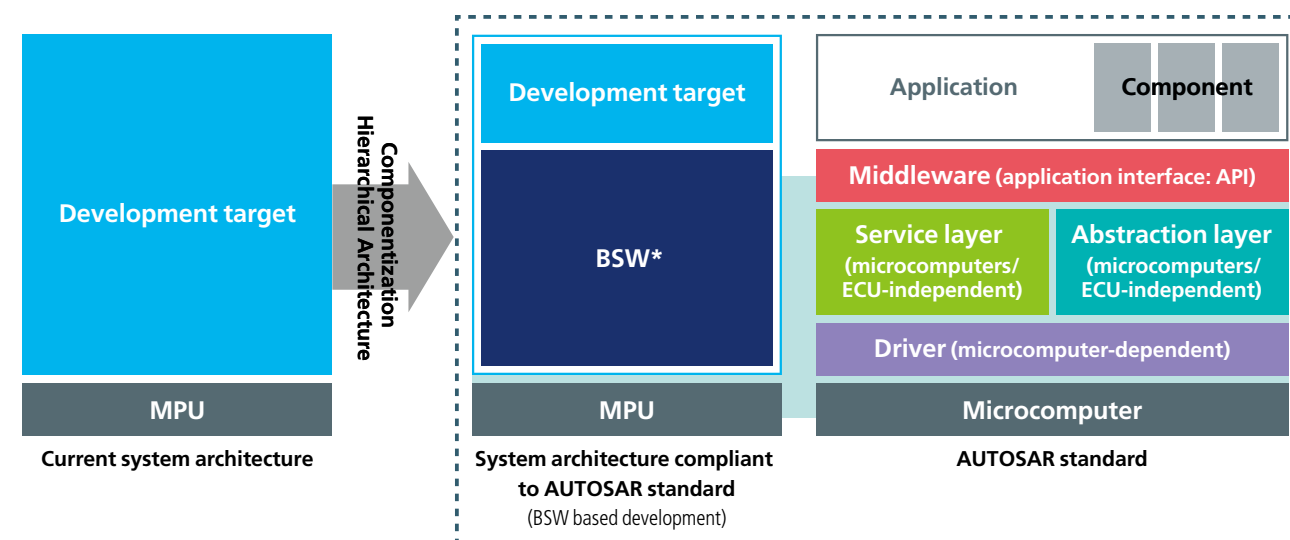 Development target
MPU
Current system architecture
Componentization
Hierarchical Architecture
Development target
BSW*
MPU
System architecture compliant
to AUTOSAR standard
(BSW based development)
Application
Component
Middleware (application interface: API)
Service layer
(microcomputers/
ECU-independent)
Abstraction layer
(microcomputers/
ECU-independent)
Driver (microcomputer-dependent)
Microcomputer
AUTOSAR standard